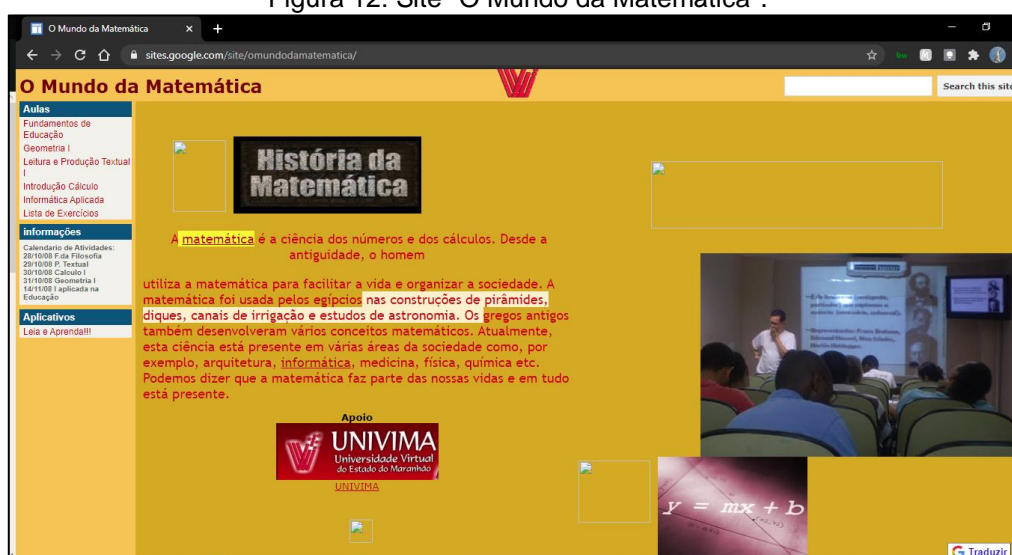 Figura 12: Site "O Mundo da Matemática".
O Mundo da Matemática
sites.google.com/site/omundodamatematica/
O Mundo da Matemática
Search this site
Aulas
Fundamentos de
Educação
Geometria I
Leitura e Produção Textual
I
Introdução Cálculo
Informática Aplicada
Lista de Exercícios
informações
Calendario de Atividades:
28/10/08 F.da Filosofia
29/10/08 P. Textual
30/10/08 Calculo I
31/10/08 Geometria I
14/11/08 I aplicada na
Educação
Aplicativos
Leia e Aprenda!!!
História da
Matemática
A matemática é a ciência dos números e dos cálculos. Desde a
antiguidade, o homem
utiliza a matemática para facilitar a vida e organizar a sociedade. A
matemática foi usada pelos egípcios nas construções de pirâmides,
diques, canais de irrigação e estudos de astronomia. Os gregos antigos
também desenvolveram vários conceitos matemáticos. Atualmente,
esta ciência está presente em várias áreas da sociedade como, por
exemplo, arquitetura, informática, medicina, física, química etc.
Podemos dizer que a matemática faz parte das nossas vidas e em tudo
está presente.
Apoio
UNIVIMA
Universidade Virtual
do Estado do Maranhão
UNIVIMA
y = mx + b
Traduzir